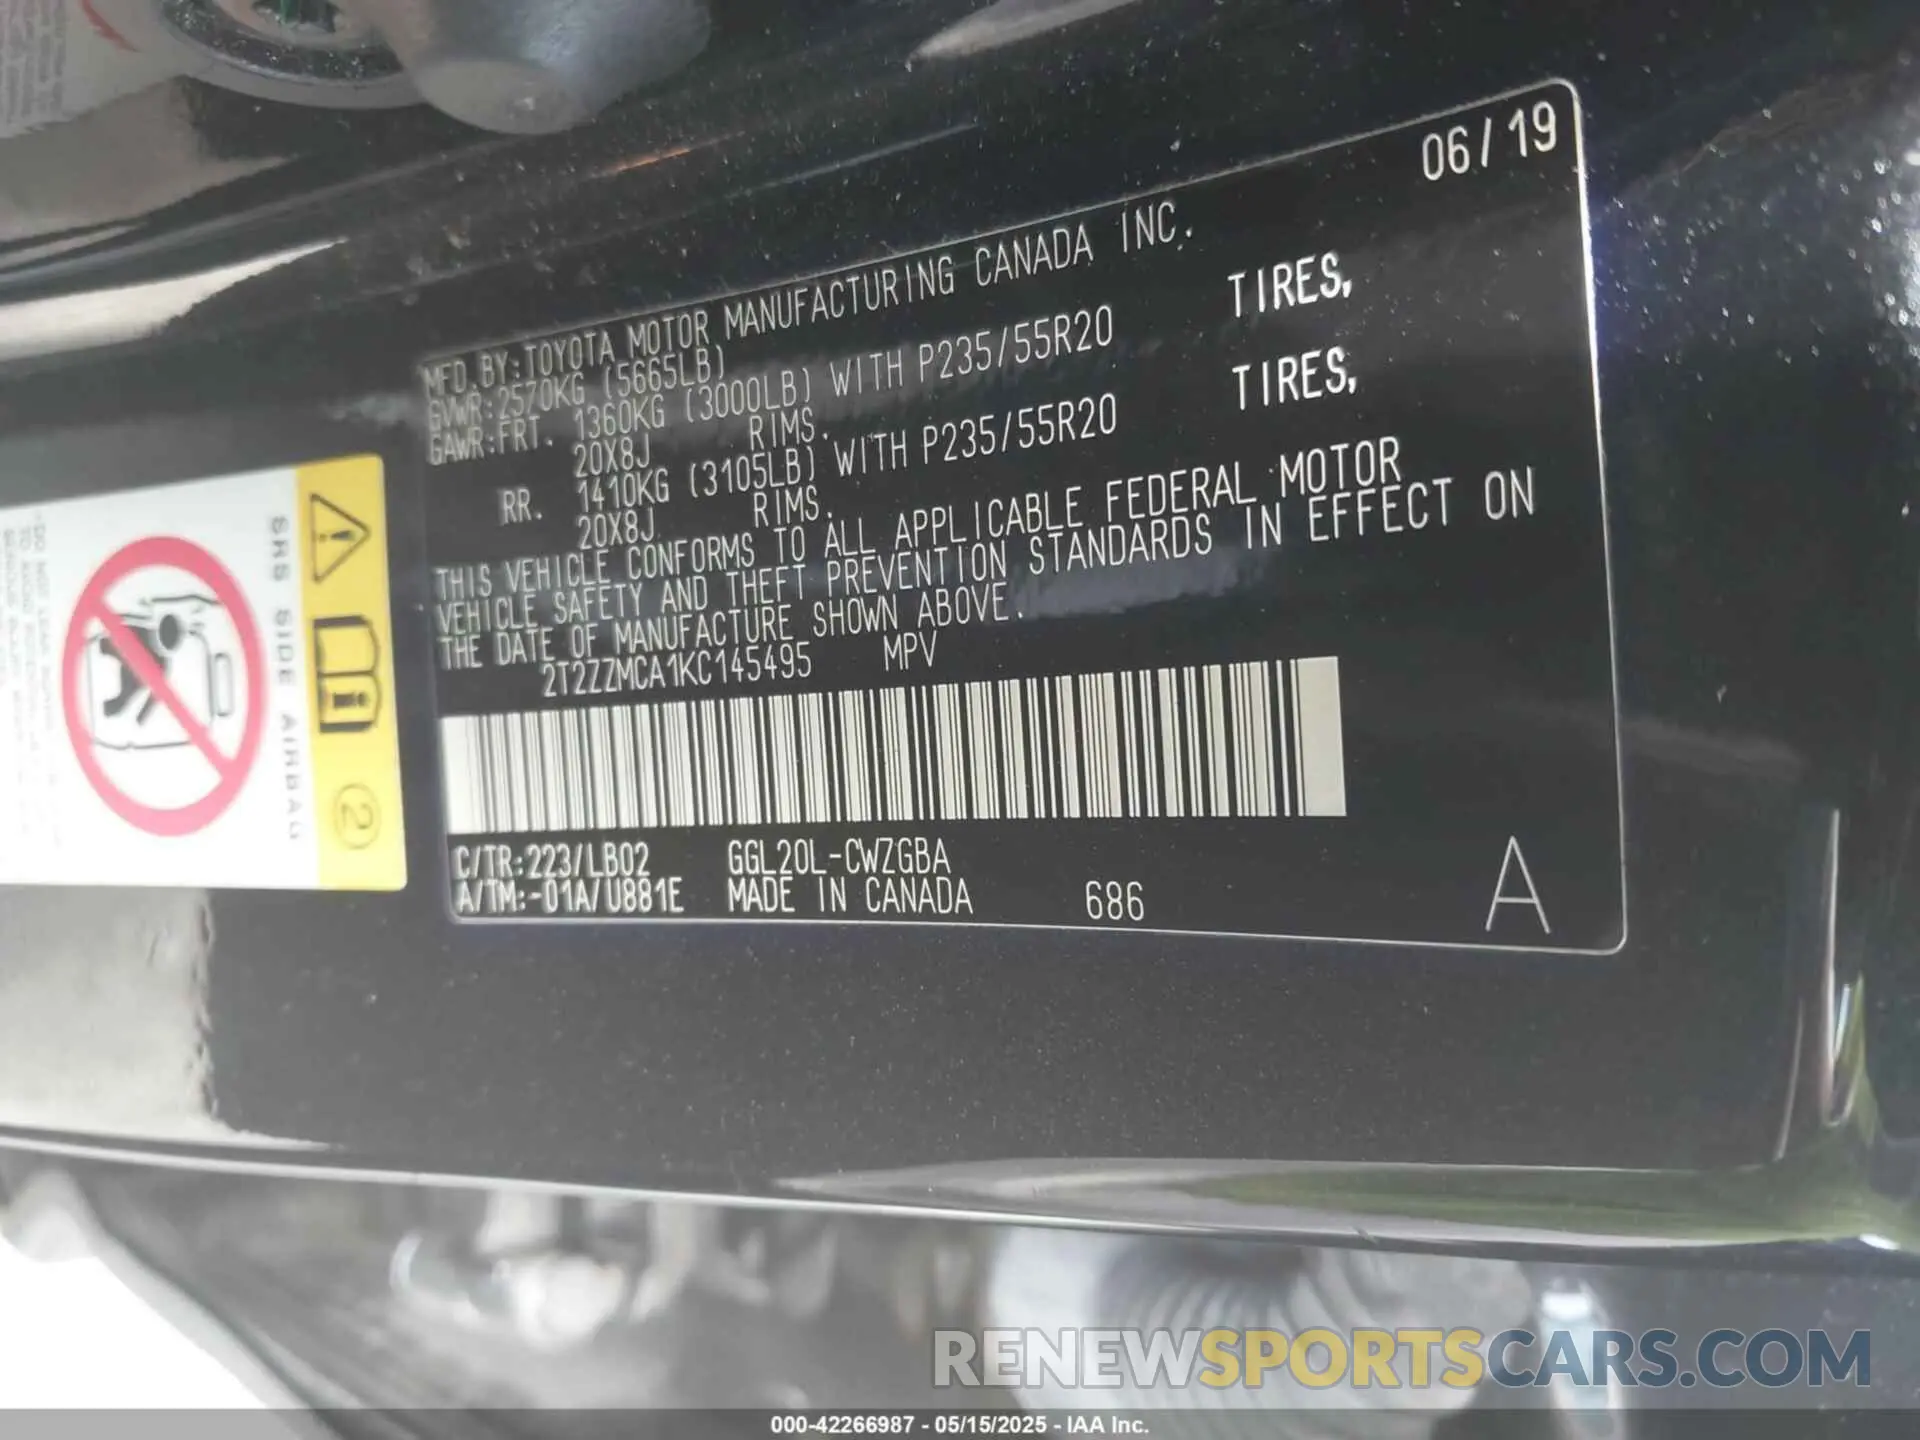 06/19
MFD.BY:TOYOTA MOTOR MANUFACTURING CANADA INC.
GVWR:2570KG (5665LB)
GAWR:FRT. 1360KG (3000LB) WITH P235/55R20 TIRES,
20X8J RIMS.
RR. 1410KG (3105LB) WITH P235/55R20 TIRES,
20X8J RIMS.
THIS VEHICLE CONFORMS TO ALL APPLICABLE FEDERAL MOTOR
VEHICLE SAFETY AND THEFT PREVENTION STANDARDS IN EFFECT ON
THE DATE OF MANUFACTURE SHOWN ABOVE.
2T2ZZMCA1KC145495 MPV
C/TR:223/LB02 GGL20L-CWZGBA
A/TM:-01A/U881E MADE IN CANADA 686
A
SRS SIDE AIRBAG
2
RENEWSPORTSCARS.COM
000-42266987 - 05/15/2025 - IAA Inc.